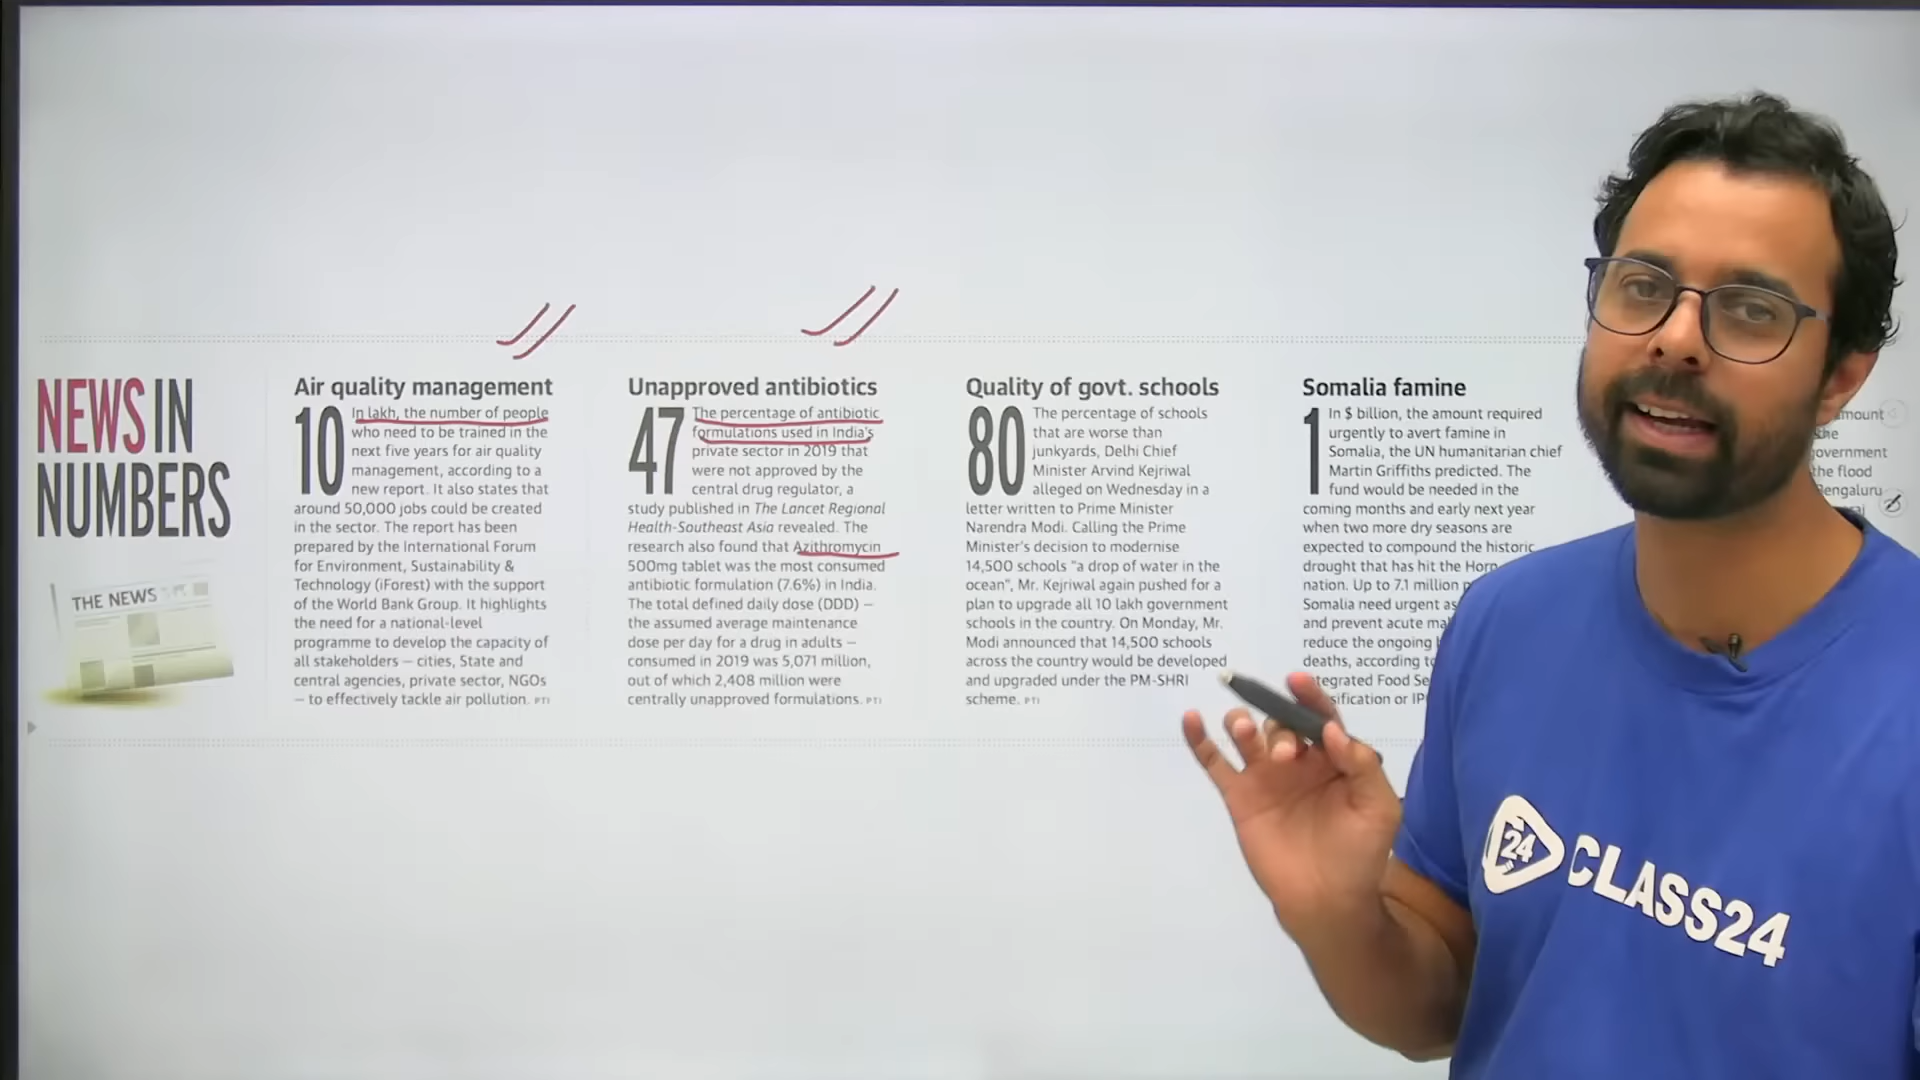 NEWS IN
NUMBERS
THE NEWS
Air quality management
10
In lakh, the number of people
who need to be trained in the
next five years for air quality
management, according to a
new report. It also states that
around 50,000 jobs could be created
in the sector. The report has been
prepared by the International Forum
for Environment, Sustainability &
Technology (iForest) with the support
of the World Bank Group. It highlights
the need for a national-level
programme to develop the capacity of
all stakeholders — cities, State and
central agencies, private sector, NGOs
— to effectively tackle air pollution. PTI
Unapproved antibiotics
47
The percentage of antibiotic
formulations used in India's
private sector in 2019 that
were not approved by the
central drug regulator, a
study published in The Lancet Regional
Health-Southeast Asia revealed. The
research also found that Azithromycin
500mg tablet was the most consumed
antibiotic formulation (7.6%) in India.
The total defined daily dose (DDD) —
the assumed average maintenance
dose per day for a drug in adults —
consumed in 2019 was 5,071 million,
out of which 2,408 million were
centrally unapproved formulations. PTI
Quality of govt. schools
80
The percentage of schools
that are worse than
junkyards, Delhi Chief
Minister Arvind Kejriwal
alleged on Wednesday in a
letter written to Prime Minister
Narendra Modi. Calling the Prime
Minister's decision to modernise
14,500 schools "a drop of water in the
ocean", Mr. Kejriwal again pushed for a
plan to upgrade all 10 lakh government
schools in the country. On Monday, Mr.
Modi announced that 14,500 schools
across the country would be developed
and upgraded under the PM-SHRI
scheme. PTI
Somalia famine
1
In $ billion, the amount required
urgently to avert famine in
Somalia, the UN humanitarian chief
Martin Griffiths predicted. The
fund would be needed in the
coming months and early next year
when two more dry seasons are
expected to compound the historic
drought that has hit the Horn
nation. Up to 7.1 million
Somalia need urgent
and prevent acute
reduce the ongoing
deaths, according
Food
or
the
the flood
24
CLASS24